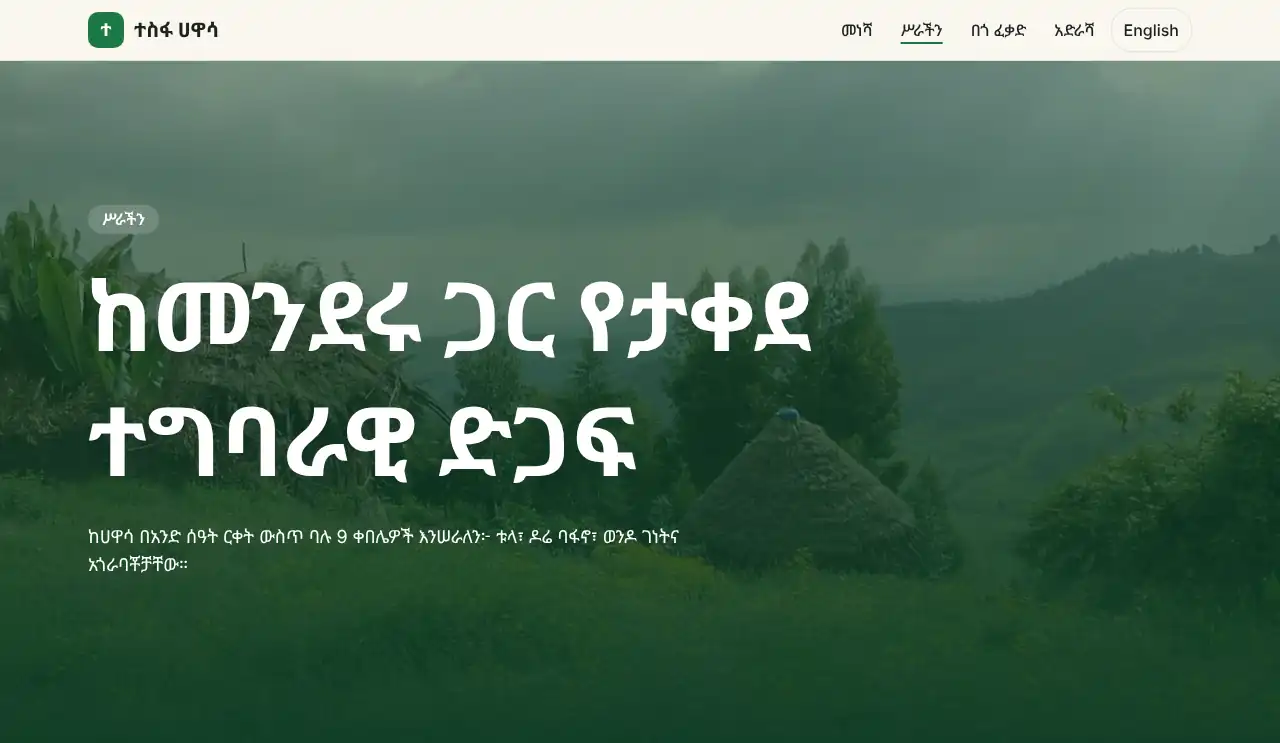 ተ
ተስፋ ሀዋሳ
መነሻ
ሥራችን
በጎ ፈቃድ
አድራሻ
English
ሥራችን
ከመንደሩ ጋር የታቀደ
ተግባራዊ ድጋፍ
ከሀዋሳ በአንድ ሰዓት ርቀት ውስጥ ባሉ 9 ቀበሌዎች እንሠራለን፦ ቱላ፣ ዶሬ ባፋኖ፣ ወንዶ ገነትና
አጎራባቾቻቸው።